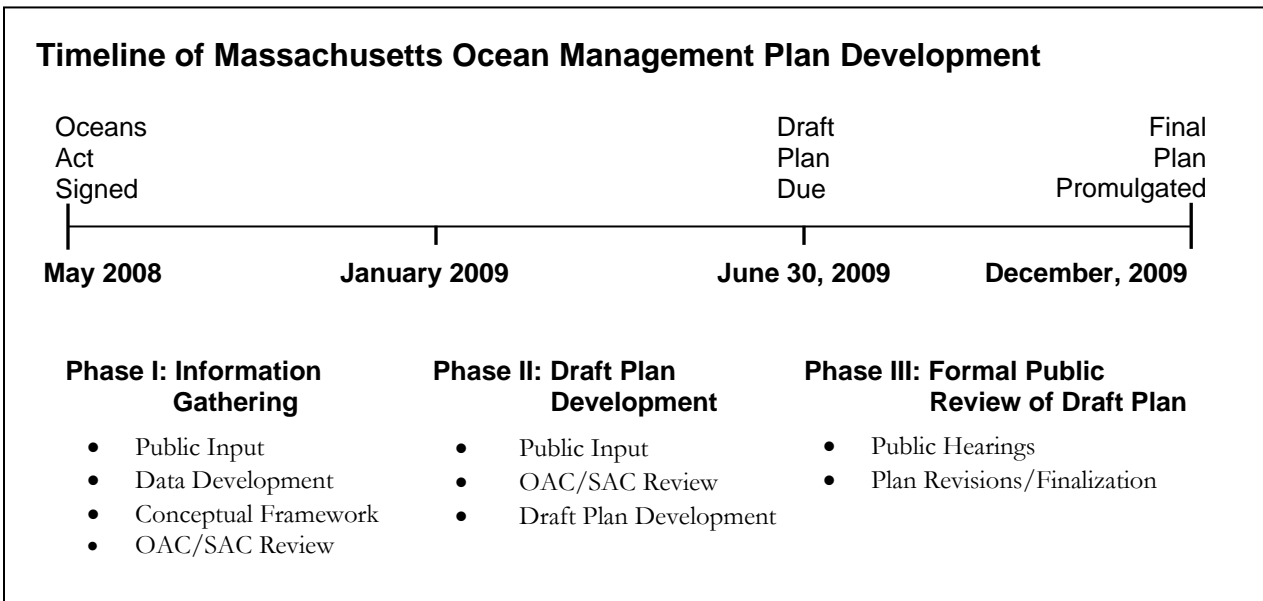 Timeline of Massachusetts Ocean Management Plan Development
Oceans
Act
Signed
Draft
Plan
Due
Final
Plan
Promulgated
May 2008
January 2009
June 30, 2009
December, 2009
Phase I: Information
Gathering
• Public Input
• Data Development
• Conceptual Framework
• OAC/SAC Review
Phase II: Draft Plan
Development
• Public Input
• OAC/SAC Review
• Draft Plan Development
Phase III: Formal Public
Review of Draft Plan
• Public Hearings
• Plan Revisions/Finalization